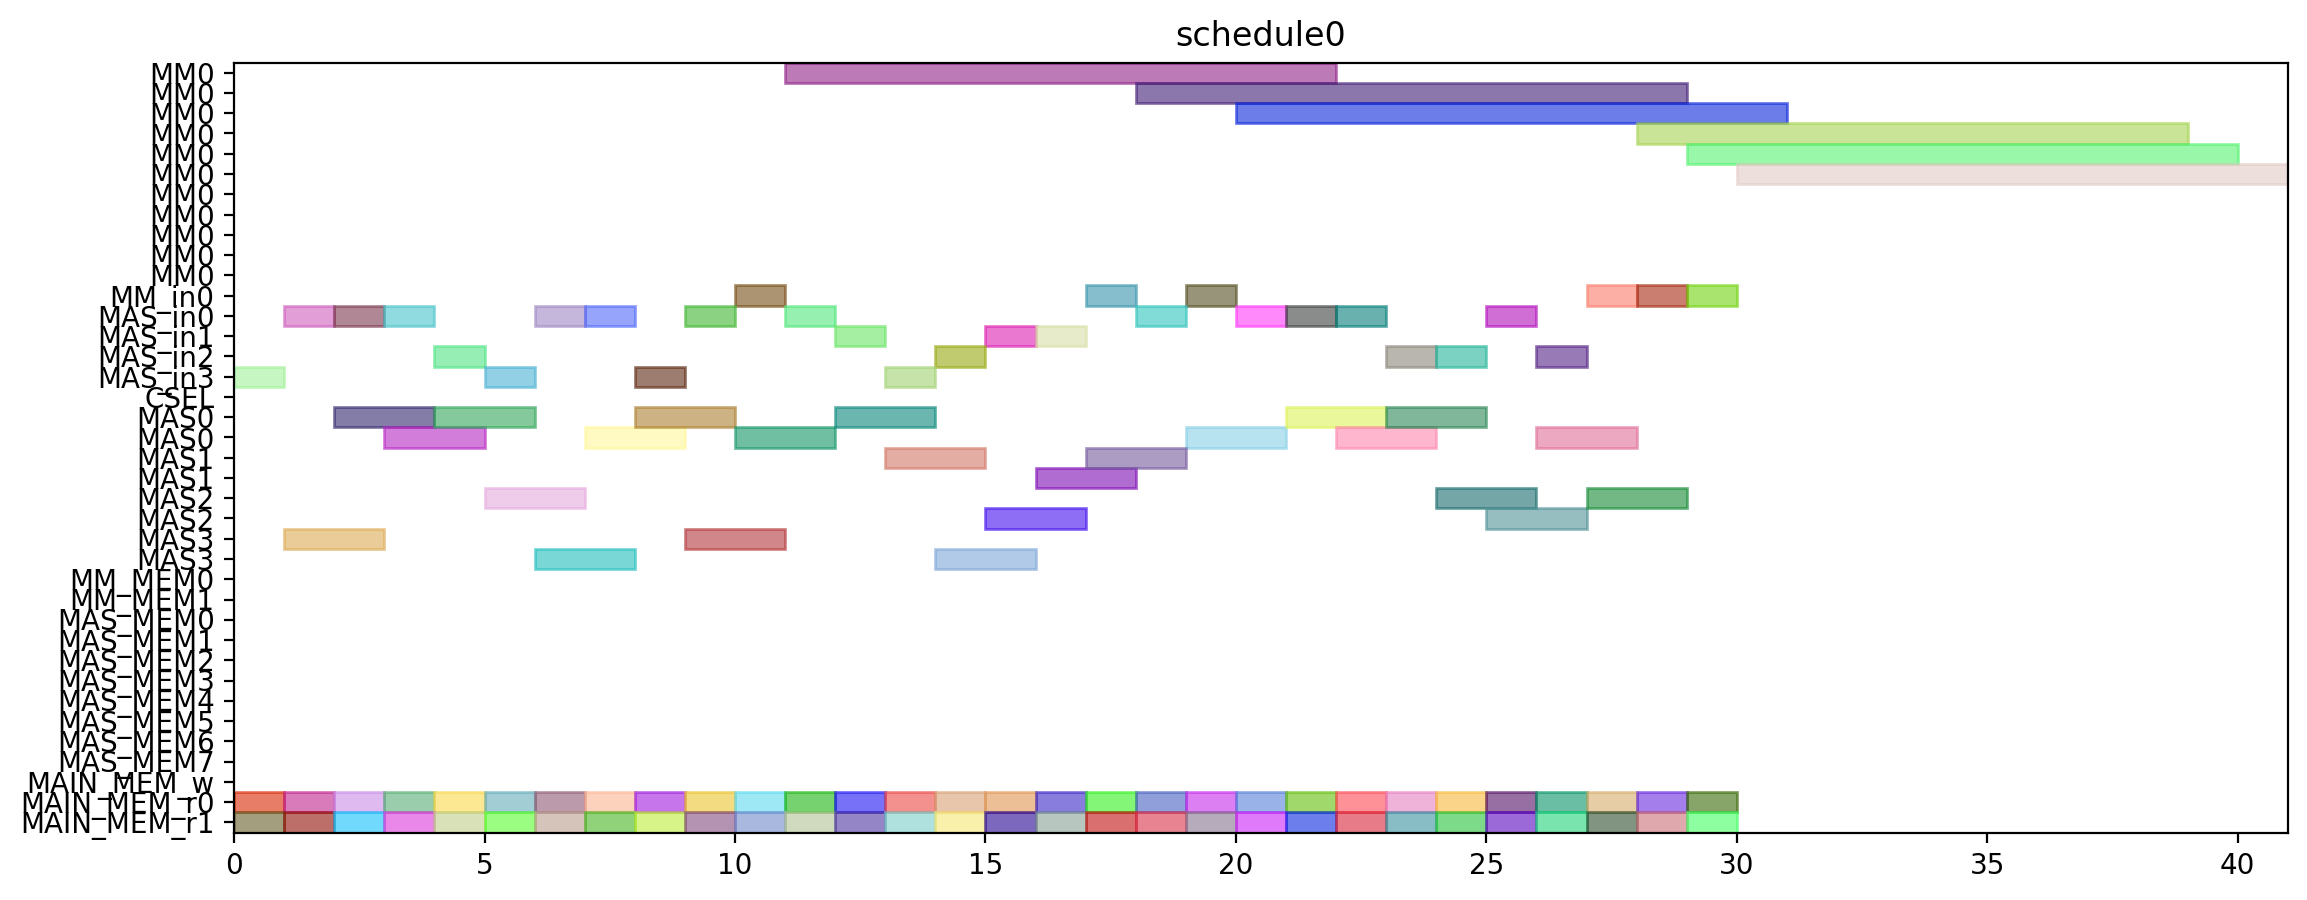 schedule0
MM0
MM0
MM0
MM0
MM0
MM0
MM0
MM0
MM0
MM0
MM0
MM_in0
MAS_in0
MAS_in1
MAS_in2
MAS_in3
CSEL
MAS0
MAS0
MAS1
MAS1
MAS2
MAS2
MAS3
MAS3
MM_MEM0
MM_MEM1
MAS_MEM0
MAS_MEM1
MAS_MEM2
MAS_MEM3
MAS_MEM4
MAS_MEM5
MAS_MEM6
MAS_MEM7
MAIN_MEM_w
MAIN_MEM_r0
MAIN_MEM_r1
0 5 10 15 20 25 30 35 40